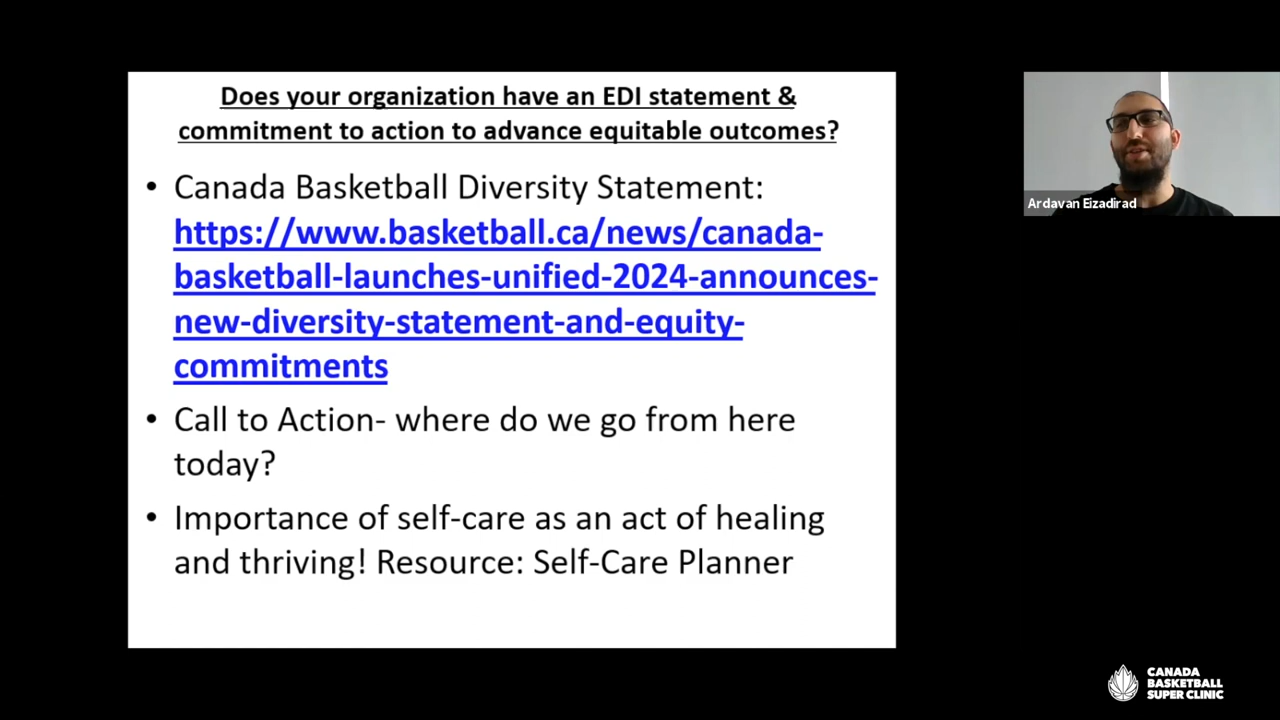 Does your organization have an EDI statement &
commitment to action to advance equitable outcomes?
• Canada Basketball Diversity Statement:
https://www.basketball.ca/news/canada-
basketball-launches-unified-2024-announces-
new-diversity-statement-and-equity-
commitments
• Call to Action- where do we go from here
today?
• Importance of self-care as an act of healing
and thriving! Resource: Self-Care Planner
Ardavan Eizadirad
CANADA
BASKETBALL
SUPER CLINIC